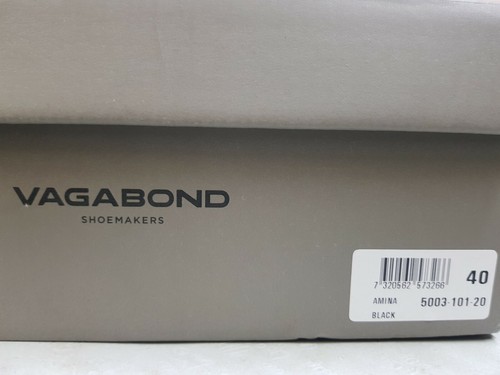 VAGABOND
SHOEMAKERS
40
7 320562 573266
AMINA 5003-101-20
BLACK